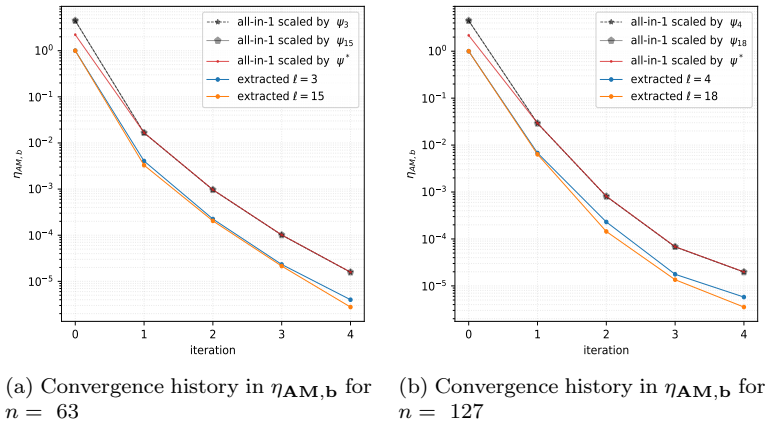 10⁰
10⁻¹
10⁻²
10⁻³
10⁻⁴
10⁻⁵
η_AM,b
0 1 2 3 4
iteration
all-in-1 scaled by ψ₃
all-in-1 scaled by ψ₁₅
all-in-1 scaled by ψ*
extracted ℓ = 3
extracted ℓ = 15
(a) Convergence history in η_AM,b for
n = 63
10⁰
10⁻¹
10⁻²
10⁻³
10⁻⁴
10⁻⁵
η_AM,b
0 1 2 3 4
iteration
all-in-1 scaled by ψ₄
all-in-1 scaled by ψ₁₈
all-in-1 scaled by ψ*
extracted ℓ = 4
extracted ℓ = 18
(b) Convergence history in η_AM,b for
n = 127